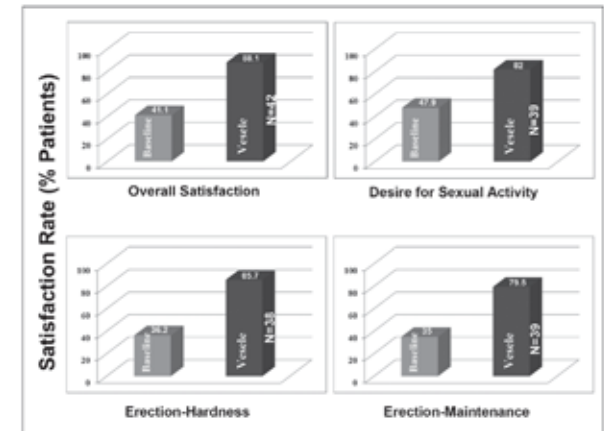 Satisfaction Rate (% Patients)
100
80
60
40
20
0
41.1
Baseline
88.1
Vesele
N=42
Overall Satisfaction
100
80
60
40
20
0
47.9
Baseline
82
Vesele
N=39
Desire for Sexual Activity
100
80
60
40
20
0
36.2
Baseline
85.7
Vesele
N=38
Erection-Hardness
100
80
60
40
20
0
35
Baseline
79.5
Vesele
N=39
Erection-Maintenance